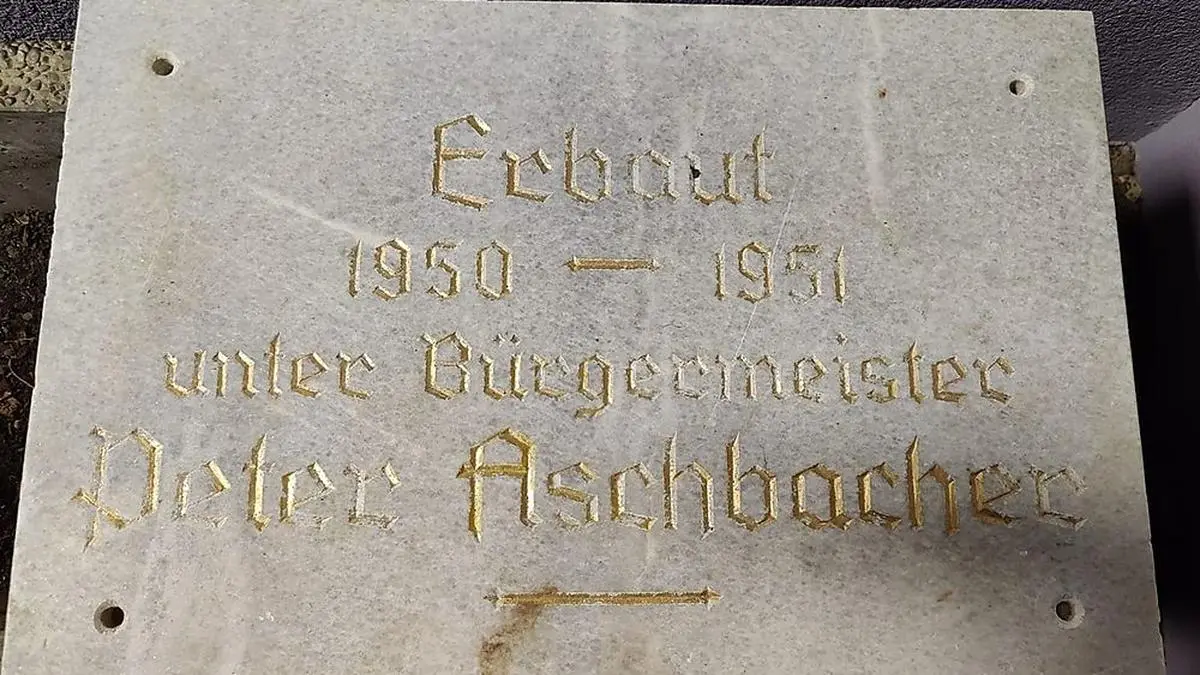 Erbaut
1950 — 1951
unter Bürgermeister
Peter Aschbacher